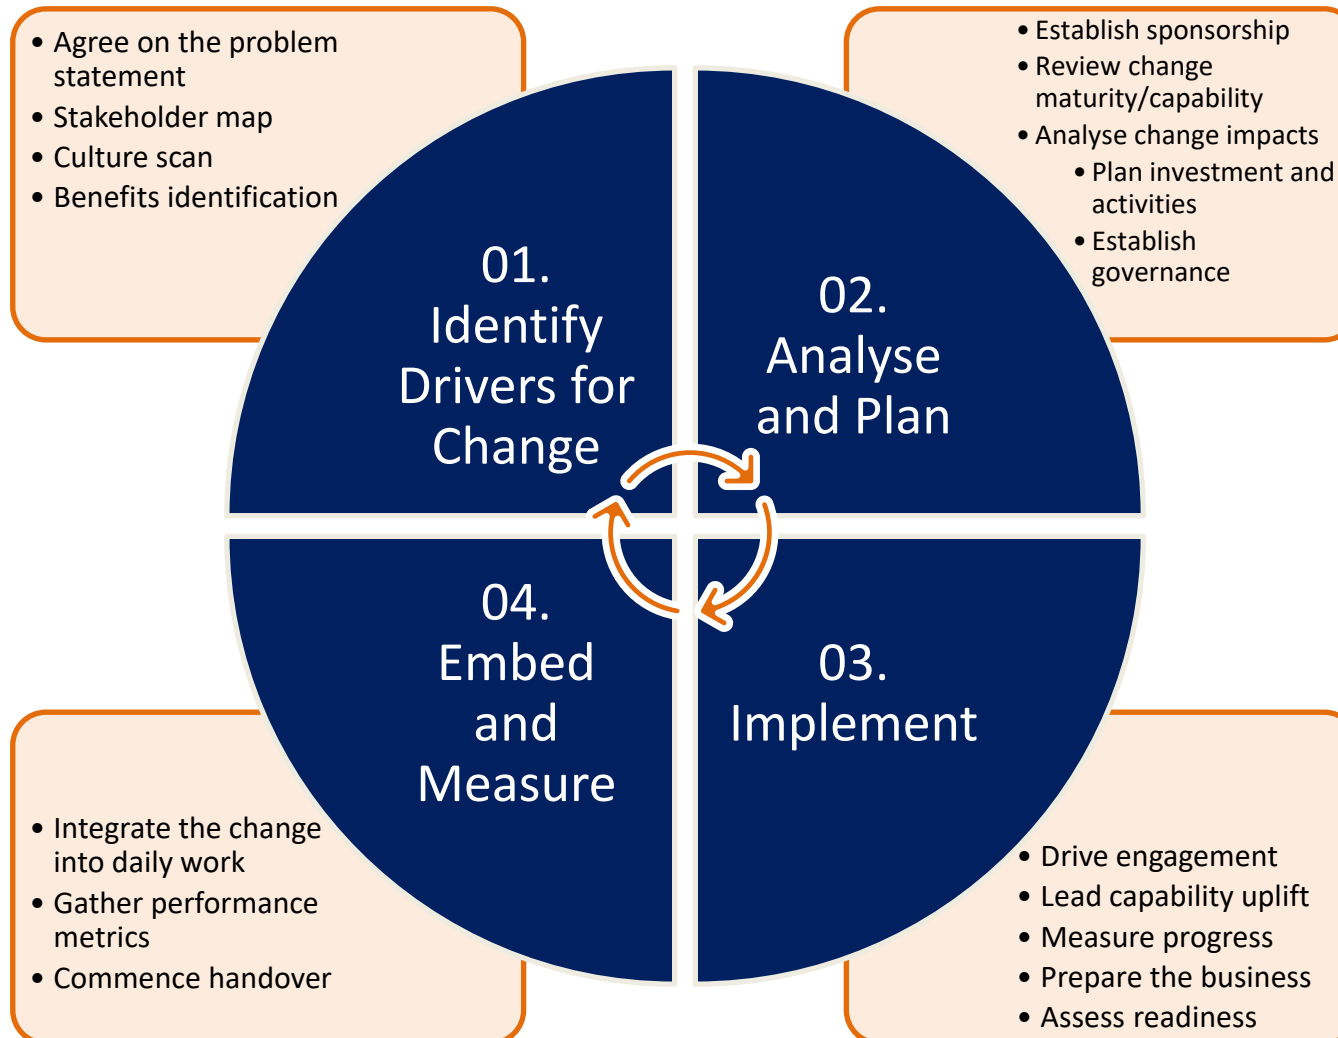 • Agree on the problem
statement
• Stakeholder map
• Culture scan
• Benefits identification
01.
Identify
Drivers for
Change
• Establish sponsorship
• Review change
maturity/capability
• Analyse change impacts
• Plan investment and
activities
• Establish
governance
02.
Analyse
and Plan
03.
Implement
• Drive engagement
• Lead capability uplift
• Measure progress
• Prepare the business
• Assess readiness
04.
Embed
and
Measure
• Integrate the change
into daily work
• Gather performance
metrics
• Commence handover